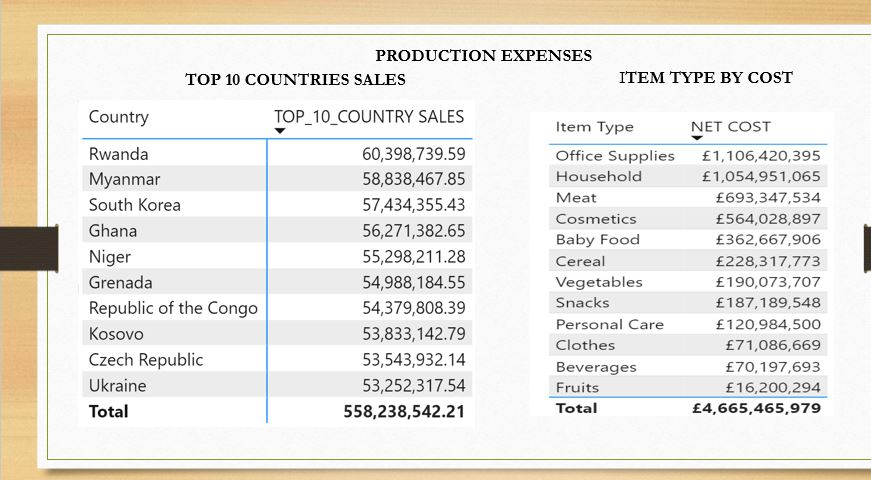 PRODUCTION EXPENSES
TOP 10 COUNTRIES SALES
Country TOP_10_COUNTRY SALES
Rwanda 60,398,739.59
Myanmar 58,838,467.85
South Korea 57,434,355.43
Ghana 56,271,382.65
Niger 55,298,211.28
Grenada 54,988,184.55
Republic of the Congo 54,379,808.39
Kosovo 53,833,142.79
Czech Republic 53,543,932.14
Ukraine 53,252,317.54
Total 558,238,542.21
ITEM TYPE BY COST
Item Type NET COST
Office Supplies £1,106,420,395
Household £1,054,951,065
Meat £693,347,534
Cosmetics £564,028,897
Baby Food £362,667,906
Cereal £228,317,773
Vegetables £190,073,707
Snacks £187,189,548
Personal Care £120,984,500
Clothes £71,086,669
Beverages £70,197,693
Fruits £16,200,294
Total £4,665,465,979